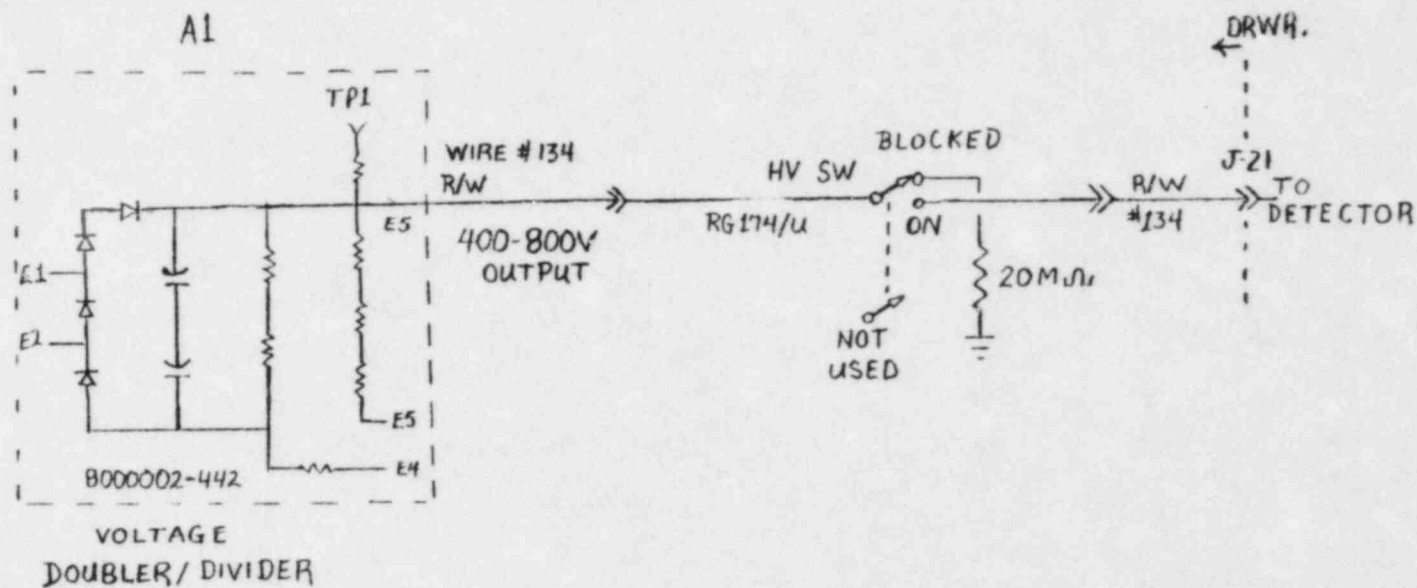 A1
DRWR.
TP1
WIRE #134
R/W
BLOCKED
HV SW
J-21
R/W
#134
TO
DETECTOR
E5
RG174/U
ON
400-800V
OUTPUT
E1
20MΩ
E2
NOT
USED
E5
E4
8000002-442
VOLTAGE
DOUBLER/DIVIDER